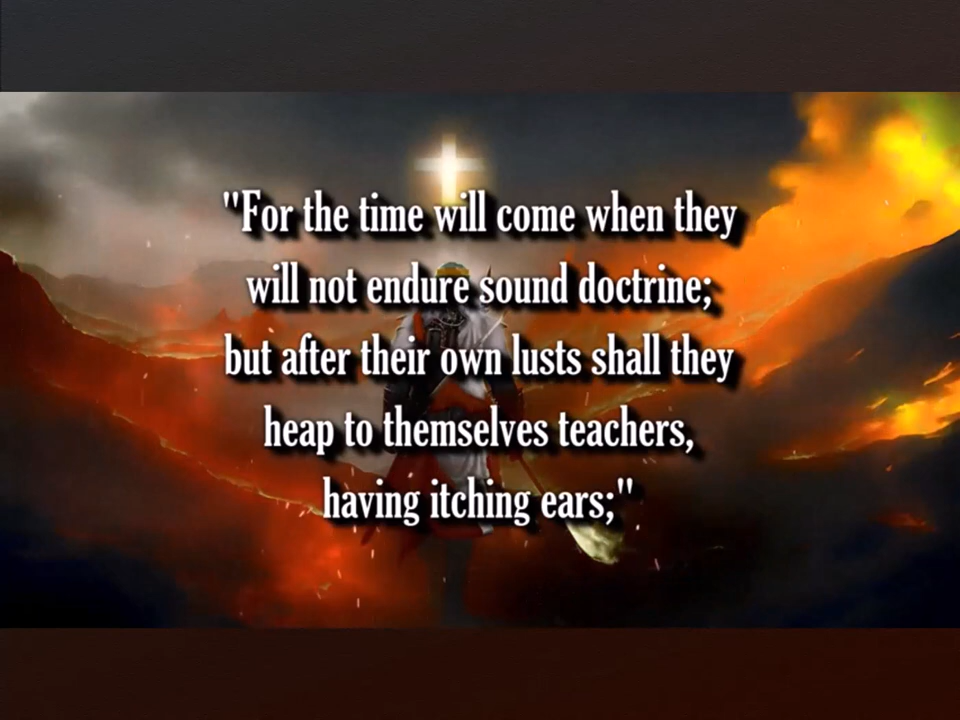 "For the time will come when they
will not endure sound doctrine;
but after their own lusts shall they
heap to themselves teachers,
having itching ears;"